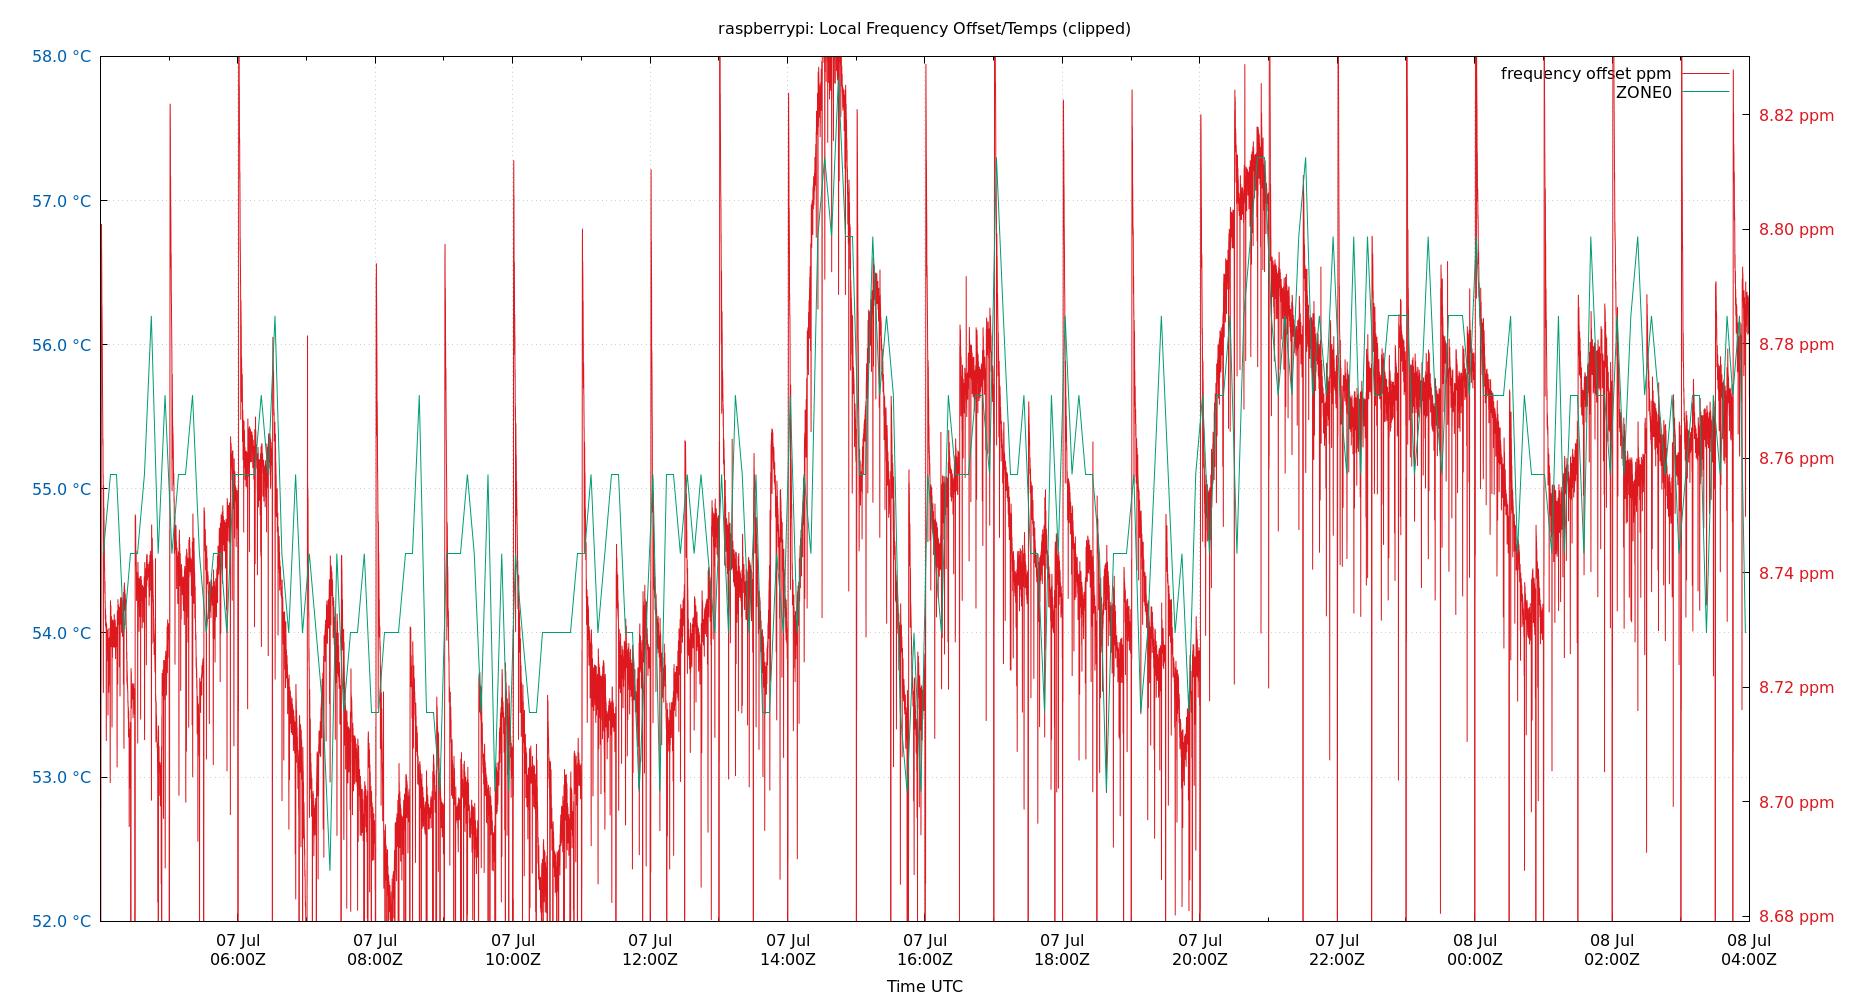 raspberrypi: Local Frequency Offset/Temps (clipped)
58.0 °C
57.0 °C
56.0 °C
55.0 °C
54.0 °C
53.0 °C
52.0 °C
frequency offset ppm
ZONE0
8.82 ppm
8.80 ppm
8.78 ppm
8.76 ppm
8.74 ppm
8.72 ppm
8.70 ppm
8.68 ppm
07 Jul 07 Jul 07 Jul 07 Jul 07 Jul 07 Jul 07 Jul 07 Jul 07 Jul 08 Jul 08 Jul 08 Jul
06:00Z 08:00Z 10:00Z 12:00Z 14:00Z 16:00Z 18:00Z 20:00Z 22:00Z 00:00Z 02:00Z 04:00Z
Time UTC